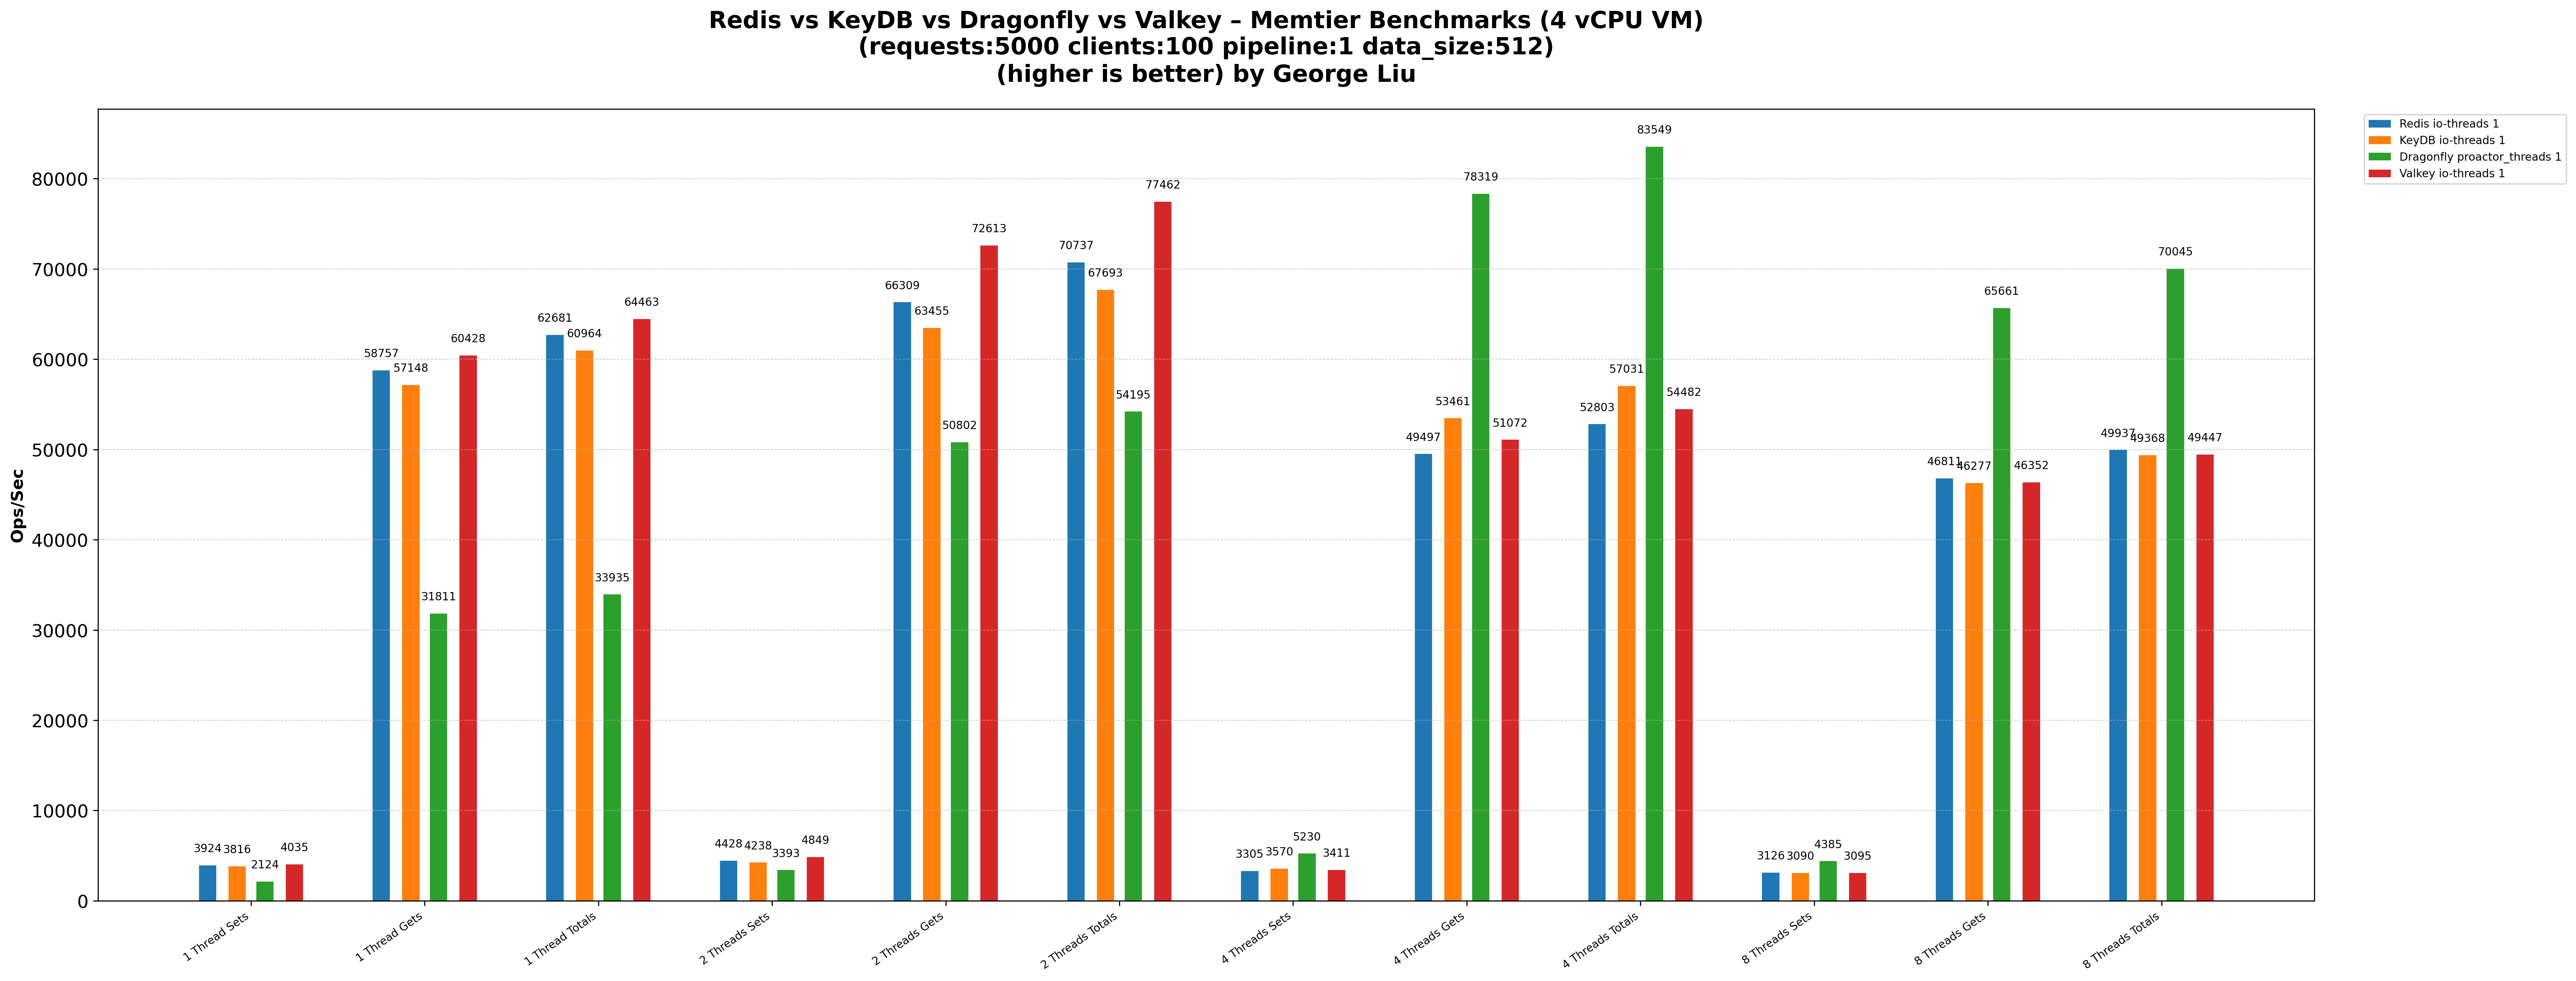 Redis vs KeyDB vs Dragonfly vs Valkey – Memtier Benchmarks (4 vCPU VM)
(requests:5000 clients:100 pipeline:1 data_size:512)
(higher is better) by George Liu
Redis io-threads 1
KeyDB io-threads 1
Dragonfly proactor_threads 1
Valkey io-threads 1
Ops/Sec
80000
70000
60000
50000
40000
30000
20000
10000
0
3924 3816 2124 4035
58757 57148 31811 60428
62681 60964 33935 64463
4428 4238 3393 4849
66309 63455 50802 72613
70737 67693 54195 77462
3305 3570 5230 3411
49497 53461 78319 51072
52803 57031 83549 54482
3126 3090 4385 3095
46811 46277 65661 46352
49937 49368 70045 49447
1 Thread Sets
1 Thread Gets
1 Thread Totals
2 Threads Sets
2 Threads Gets
2 Threads Totals
4 Threads Sets
4 Threads Gets
4 Threads Totals
8 Threads Sets
8 Threads Gets
8 Threads Totals